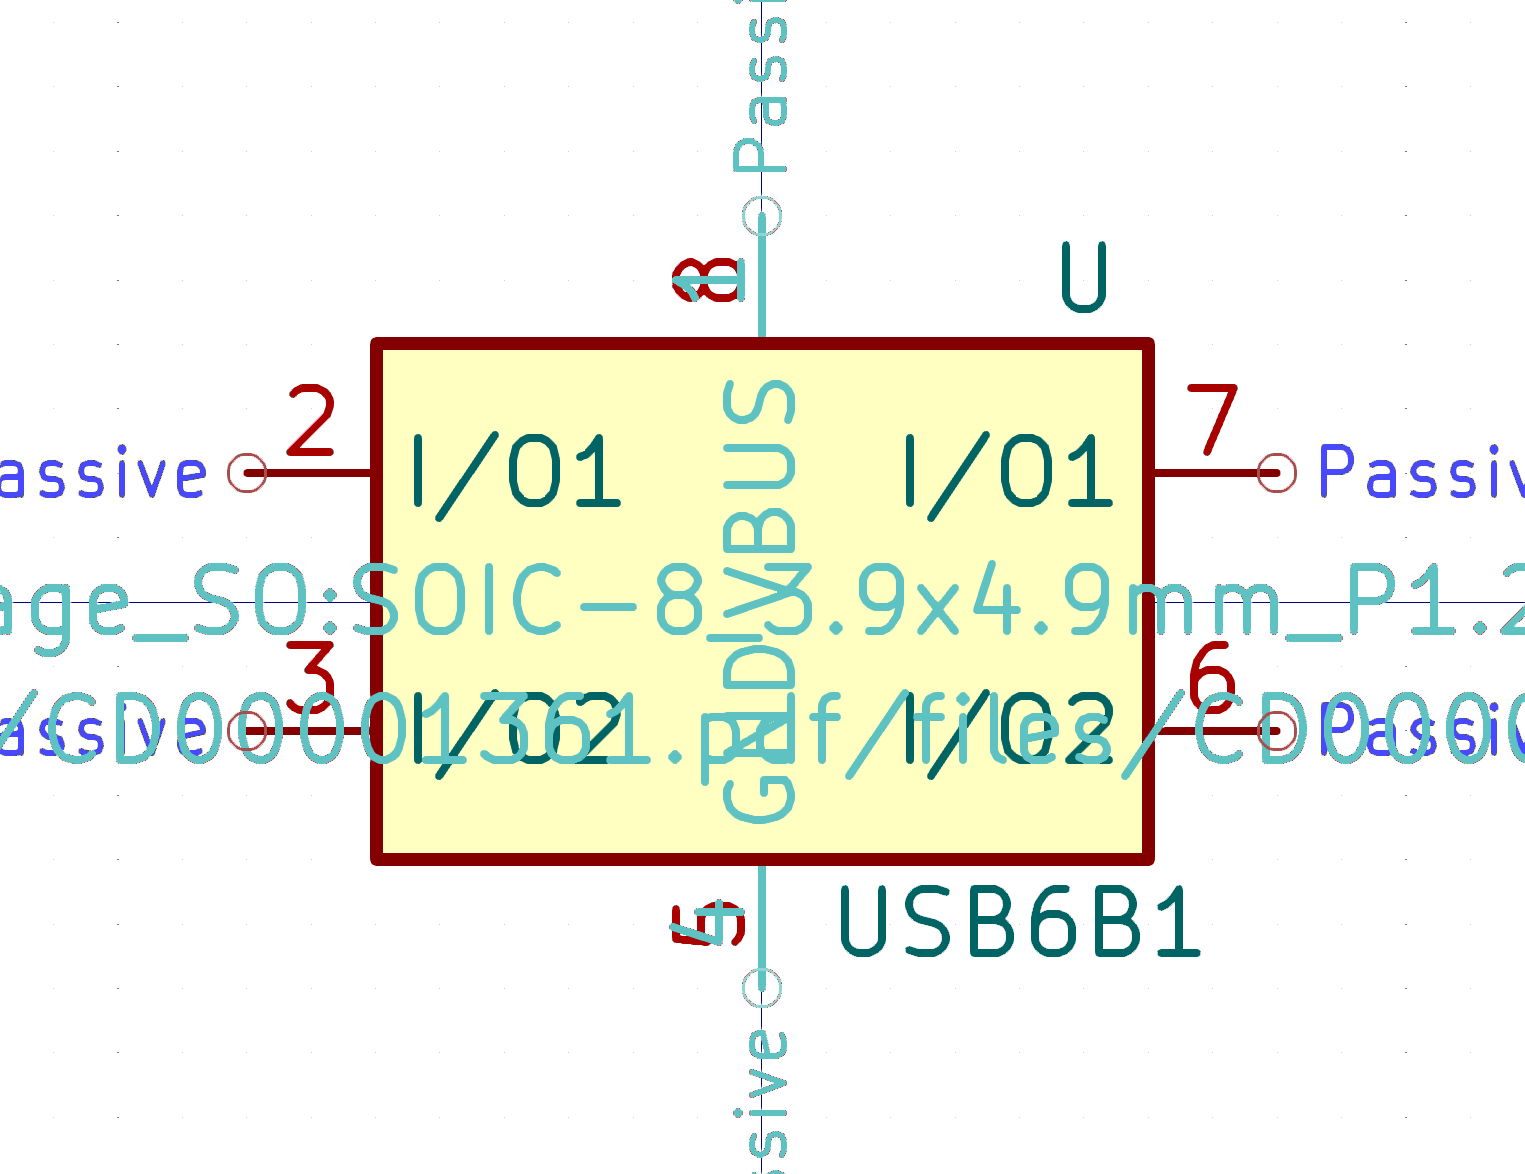 Passi
8
1
U
2
7
assive
I/O1
I/O1
Passiv
VBUS
age_SO:SOIC-8_3.9x4.9mm_P1.2
3
6
assive
I/O2
I/O2
Passiv
/CD00001361.pdf/files/CD0000
GND
5
4
USB6B1
ssive